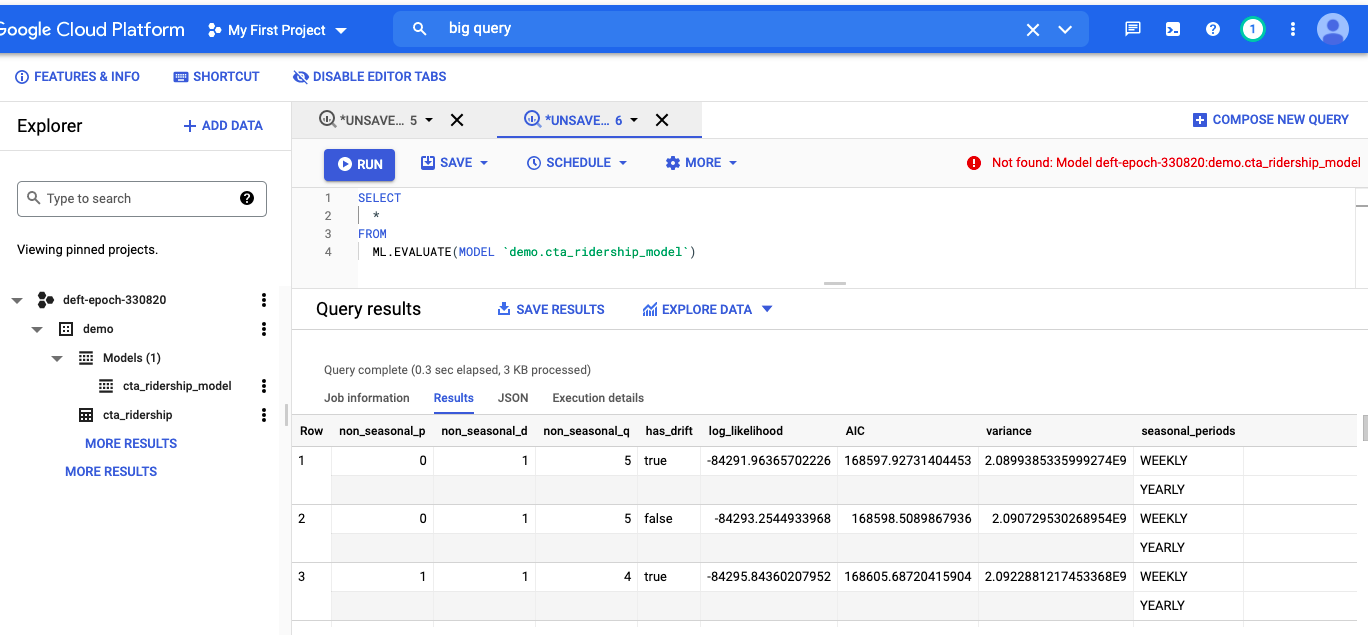 Google Cloud Platform My First Project big query 1
FEATURES & INFO SHORTCUT DISABLE EDITOR TABS
Explorer + ADD DATA
*UNSAVE... 5 *UNSAVE... 6 COMPOSE NEW QUERY
RUN SAVE SCHEDULE MORE Not found: Model deft-epoch-330820:demo.cta_ridership_model
Type to search
Viewing pinned projects.
deft-epoch-330820
demo
Models (1)
cta_ridership_model
cta_ridership
MORE RESULTS
MORE RESULTS
1 SELECT
2 *
3 FROM
4 ML.EVALUATE(MODEL `demo.cta_ridership_model`)
Query results SAVE RESULTS EXPLORE DATA
Query complete (0.3 sec elapsed, 3 KB processed)
Job information Results JSON Execution details
Row non_seasonal_p non_seasonal_d non_seasonal_q has_drift log_likelihood AIC variance seasonal_periods
1 0 1 5 true -84291.96365702226 168597.92731404453 2.0899385335999274E9 WEEKLY
YEARLY
2 0 1 5 false -84293.2544933968 168598.5089867936 2.090729530268954E9 WEEKLY
YEARLY
3 1 1 4 true -84295.84360207952 168605.68720415904 2.0922881217453368E9 WEEKLY
YEARLY